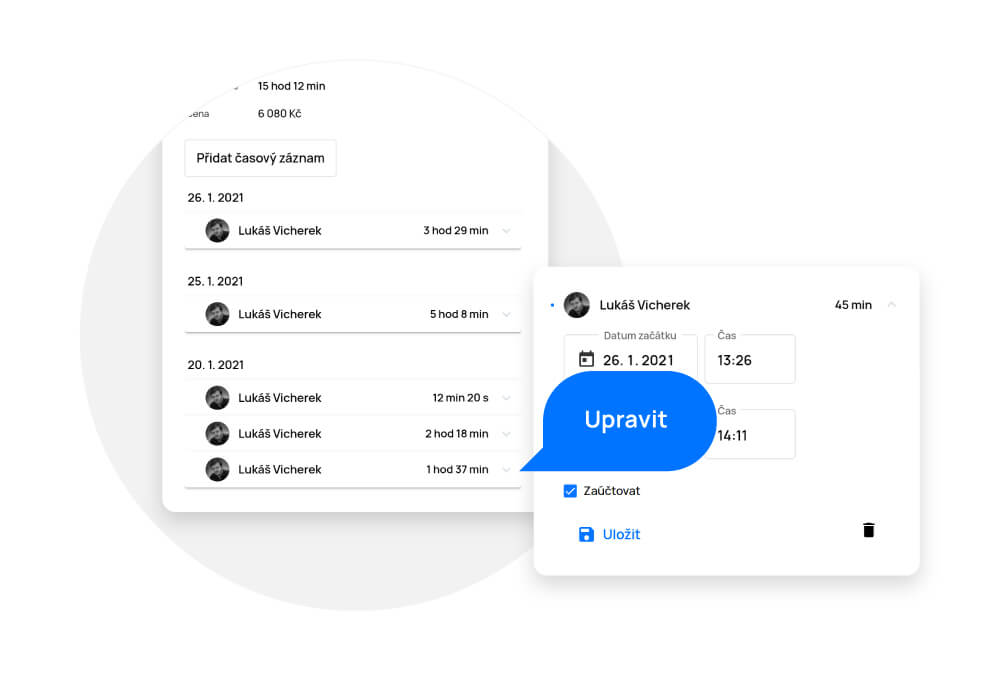 15 hod 12 min
6 080 Kč
Přidat časový záznam
26. 1. 2021
Lukáš Vicherek 3 hod 29 min
25. 1. 2021
Lukáš Vicherek 5 hod 8 min
20. 1. 2021
Lukáš Vicherek 12 min 20 s
Lukáš Vicherek 2 hod 18 min
Lukáš Vicherek 1 hod 37 min
Lukáš Vicherek 45 min
Datum začátku Čas
26. 1. 2021 13:26
Upravit
Čas
14:11
Zaúčtovat
Uložit